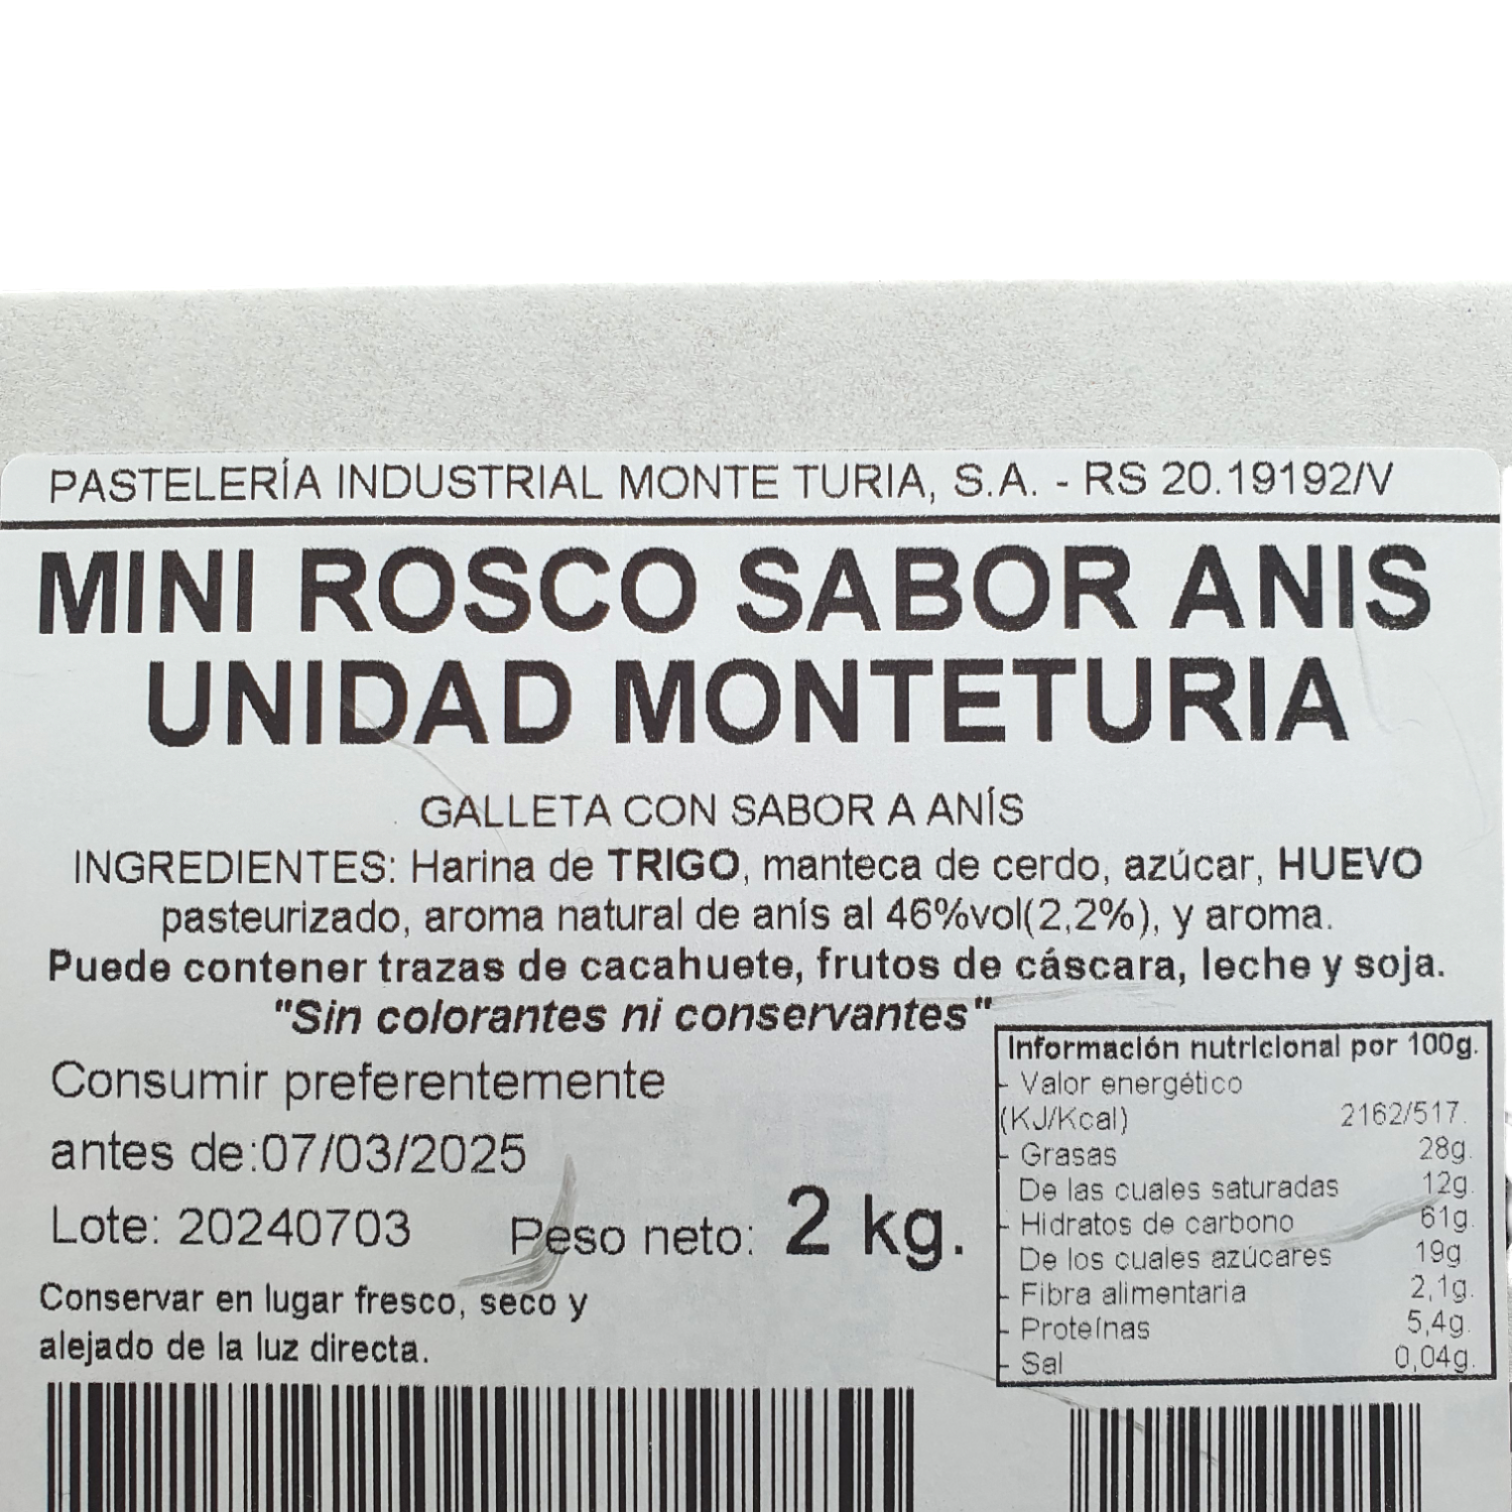 PASTELERÍA INDUSTRIAL MONTE TURIA, S.A. - RS 20.19192/V
MINI ROSCO SABOR ANIS
UNIDAD MONTETURIA
GALLETA CON SABOR A ANÍS
INGREDIENTES: Harina de TRIGO, manteca de cerdo, azúcar, HUEVO
pasteurizado, aroma natural de anís al 46%vol(2,2%), y aroma.
Puede contener trazas de cacahuete, frutos de cáscara, leche y soja.
"Sin colorantes ni conservantes"
Consumir preferentemente
antes de:07/03/2025
Lote: 20240703 Peso neto: 2 kg.
Conservar en lugar fresco, seco y
alejado de la luz directa.
Información nutricional por 100g.
- Valor energético
(KJ/Kcal) 2162/517.
- Grasas 28g.
De las cuales saturadas 12g.
- Hidratos de carbono 61g.
De los cuales azúcares 19g.
- Fibra alimentaria 2,1g.
- Proteínas 5,4g.
- Sal 0,04g.